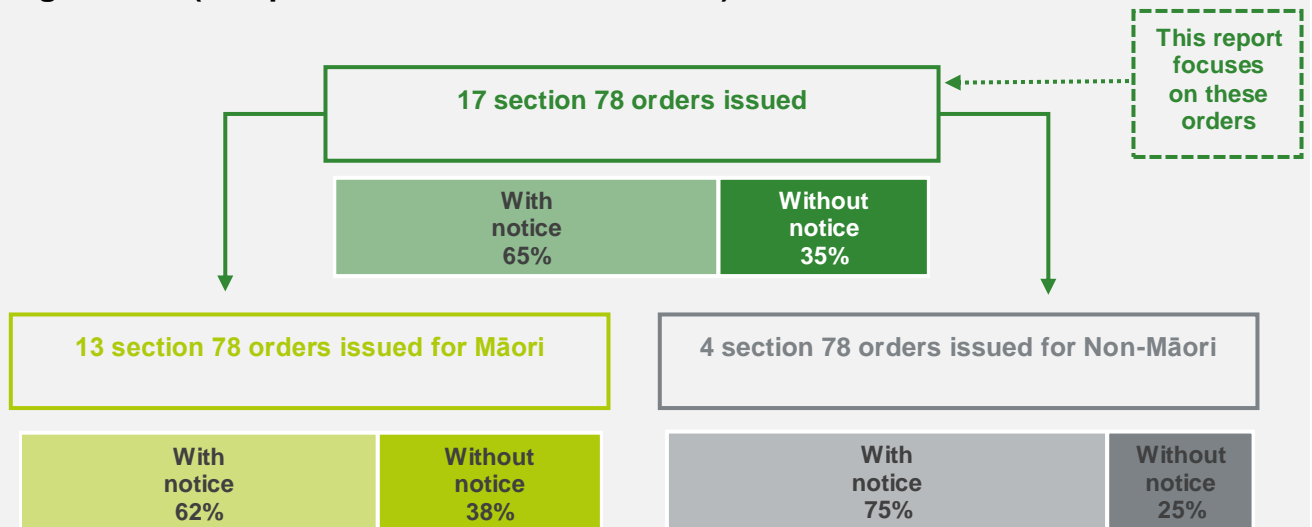 This report
focuses
on these
orders
17 section 78 orders issued
With
notice
65%
Without
notice
35%
13 section 78 orders issued for Māori
4 section 78 orders issued for Non-Māori
With
notice
62%
Without
notice
38%
With
notice
75%
Without
notice
25%